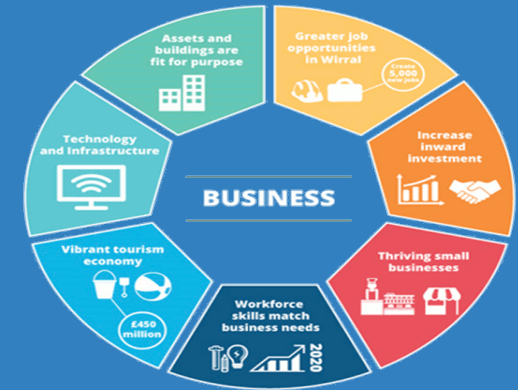 Assets and
buildings are
fit for purpose
Greater job
opportunities
in Wirral
Create
5,000
new jobs
Increase
inward
investment
Thriving small
businesses
Workforce
skills match
business needs
2020
Vibrant tourism
economy
£450
million
Technology
and Infrastructure
BUSINESS